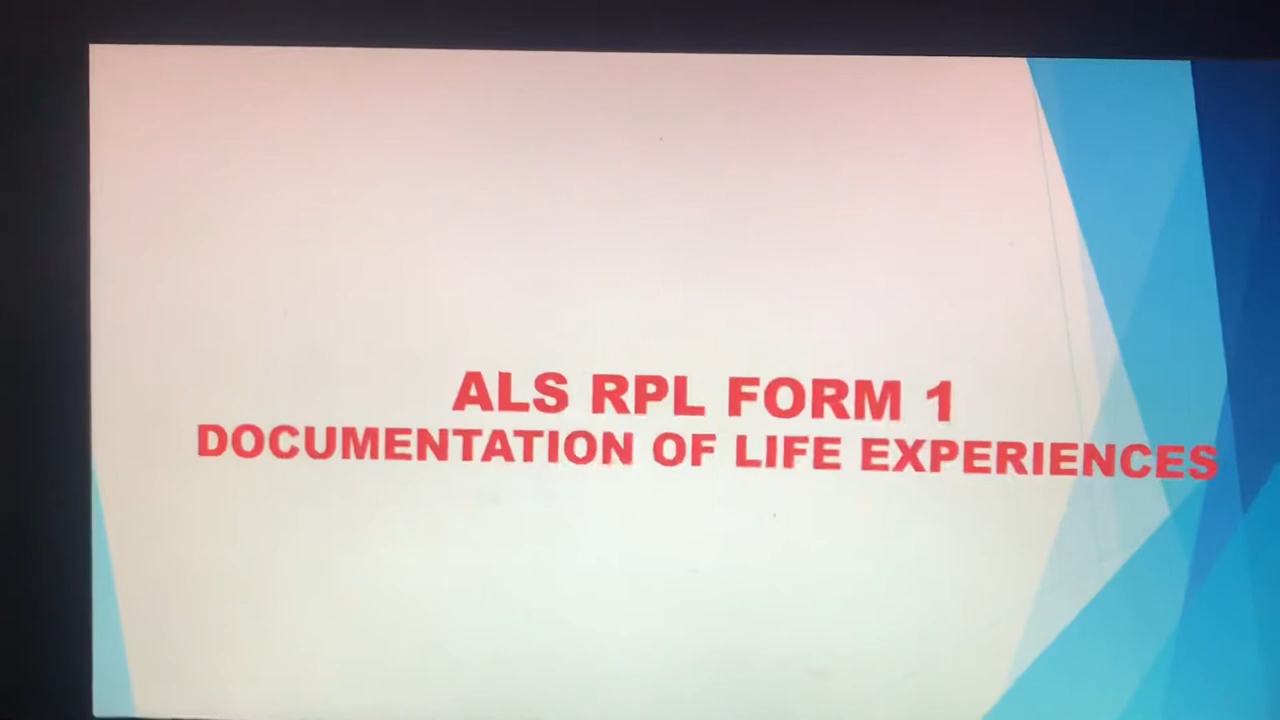 ALS RPL FORM 1
DOCUMENTATION OF LIFE EXPERIENCES